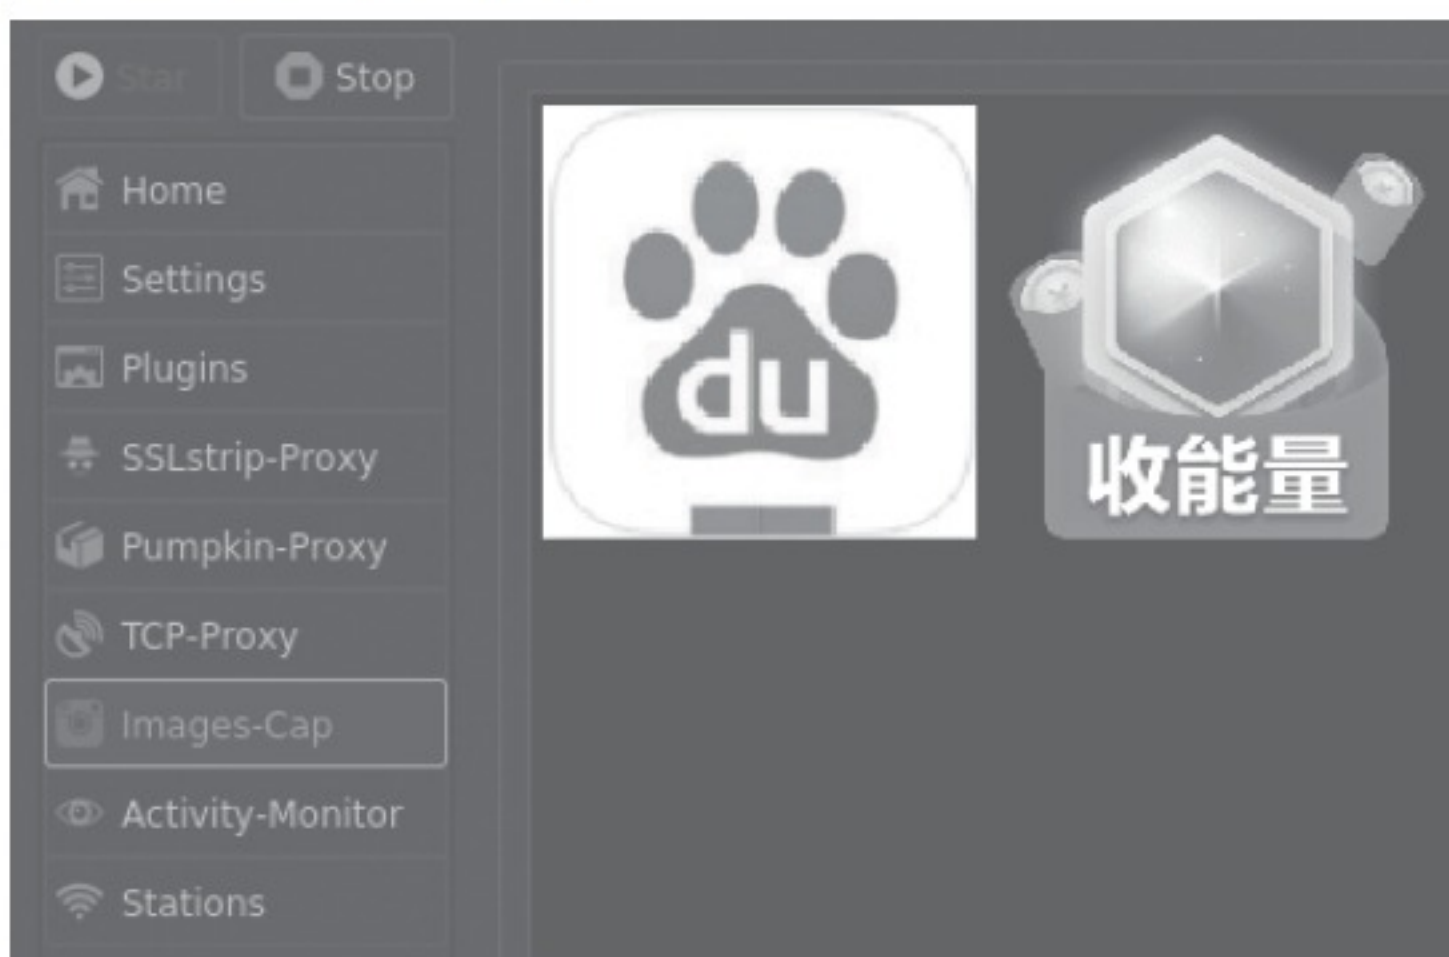 Star
Stop
Home
Settings
Plugins
SSLstrip-Proxy
Pumpkin-Proxy
TCP-Proxy
Images-Cap
Activity-Monitor
Stations
du
收能量